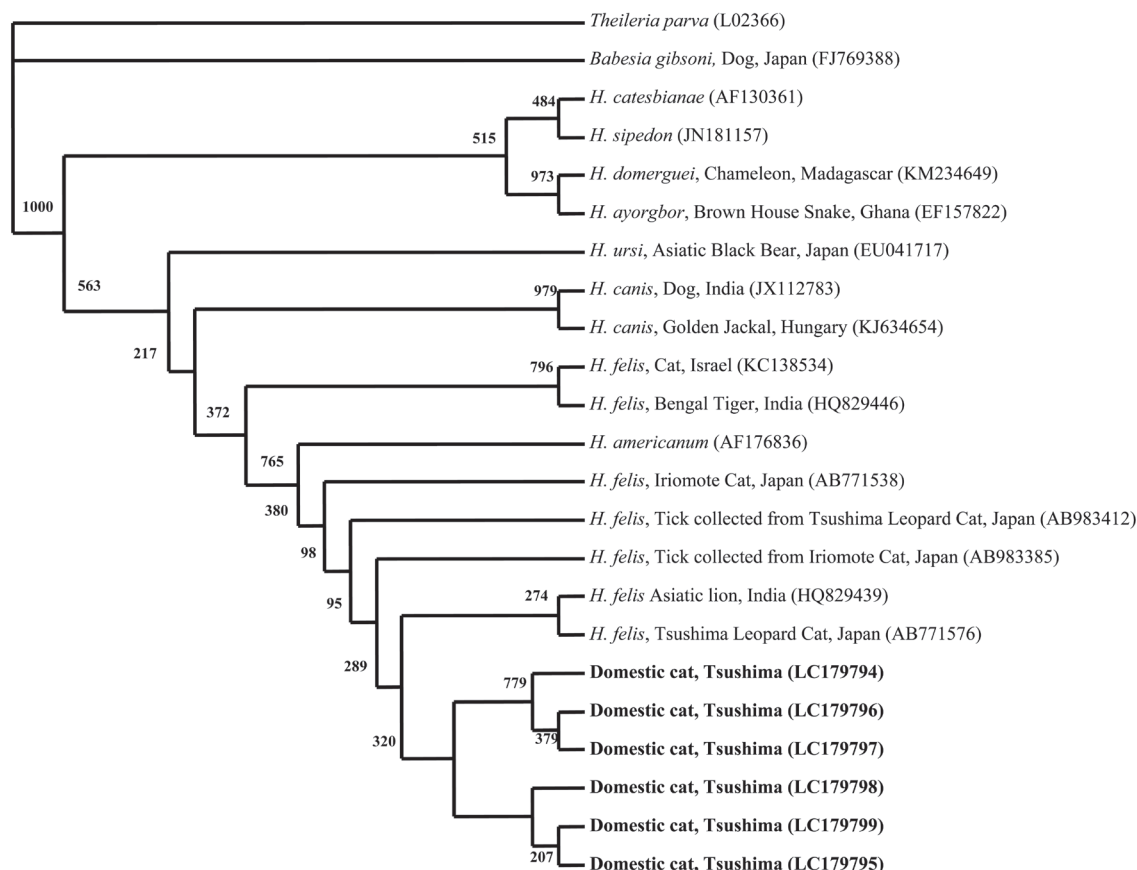 Theileria parva (L02366)
Babesia gibsoni, Dog, Japan (FJ769388)
484 H. catesbianae (AF130361)
515
H. sipedon (JN181157)
973 H. domerguei, Chameleon, Madagascar (KM234649)
1000
H. ayorgbor, Brown House Snake, Ghana (EF157822)
H. ursi, Asiatic Black Bear, Japan (EU041717)
563
979 H. canis, Dog, India (JX112783)
H. canis, Golden Jackal, Hungary (KJ634654)
217
796 H. felis, Cat, Israel (KC138534)
H. felis, Bengal Tiger, India (HQ829446)
372
H. americanum (AF176836)
765
H. felis, Iriomote Cat, Japan (AB771538)
380
H. felis, Tick collected from Tsushima Leopard Cat, Japan (AB983412)
98
H. felis, Tick collected from Iriomote Cat, Japan (AB983385)
95
274 H. felis Asiatic lion, India (HQ829439)
H. felis, Tsushima Leopard Cat, Japan (AB771576)
289
779 Domestic cat, Tsushima (LC179794)
Domestic cat, Tsushima (LC179796)
320
379
Domestic cat, Tsushima (LC179797)
Domestic cat, Tsushima (LC179798)
Domestic cat, Tsushima (LC179799)
207 Domestic cat, Tsushima (LC179795)